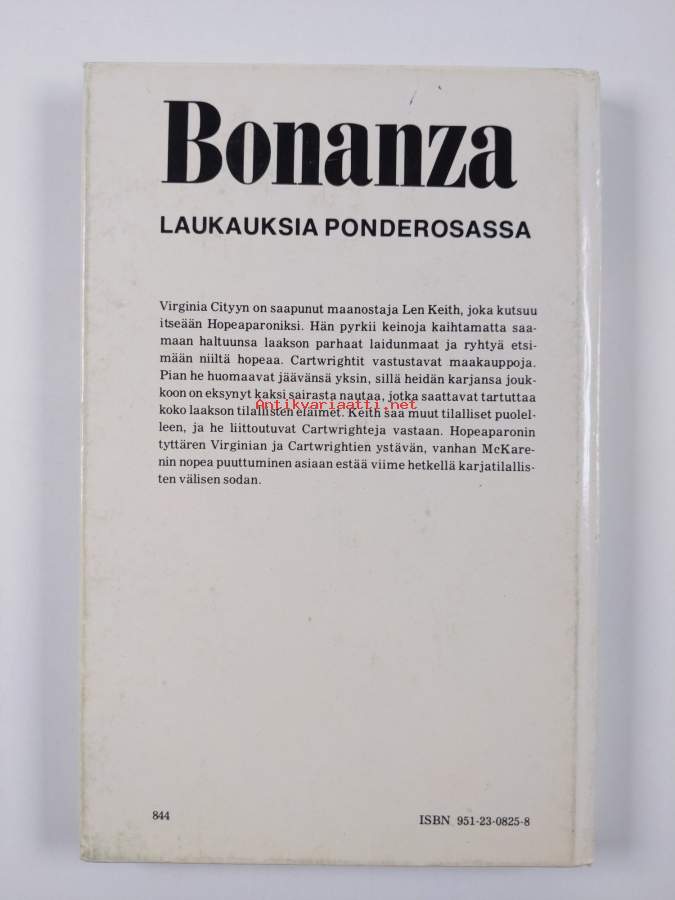 Bonanza
LAUKAUKSIA PONDEROSASSA
Virginia Cityyn on saapunut maanostaja Len Keith, joka kutsuu
itseään Hopeaparoniksi. Hän pyrkii keinoja kaihtamatta saa-
maan haltuunsa laakson parhaat laidunmaat ja ryhtyä etsi-
mään niiltä hopeaa. Cartwrightit vastustavat maakauppoja.
Pian he huomaavat jäävänsä yksin, sillä heidän karjansa jouk-
koon on eksynyt kaksi sairasta nautaa, jotka saattavat tartuttaa
Antikvariaatti.net
koko laakson tilallisten eläimet. Keith saa muut tilalliset puolel-
leen, ja he liittoutuvat Cartwrighteja vastaan. Hopeaparonin
tyttären Virginian ja Cartwrightien ystävän, vanhan McKare-
nin nopea puuttuminen asiaan estää viime hetkellä karjatilallis-
ten välisen sodan.
844
ISBN 951-23-0825-8